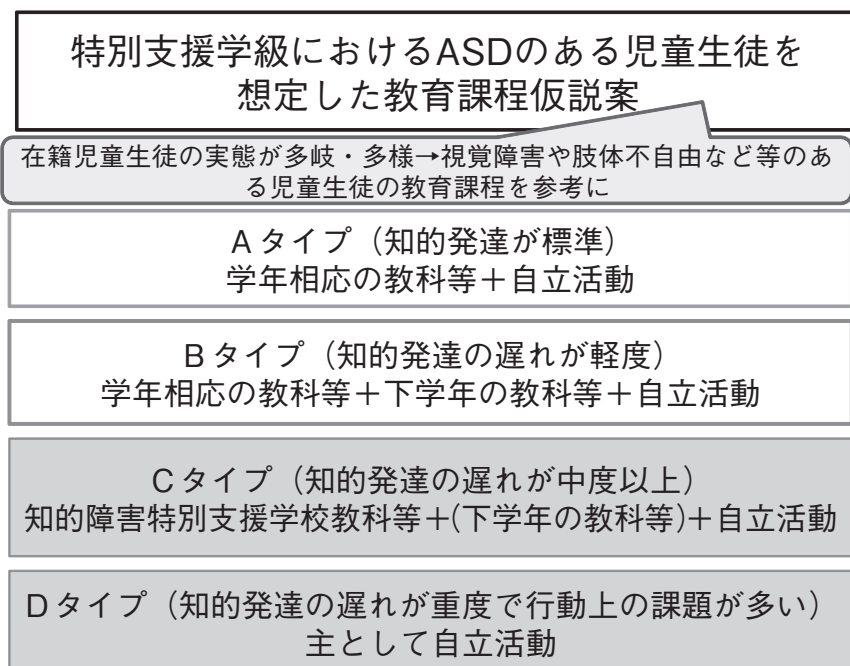 特別支援学級におけるASDのある児童生徒を
想定した教育課程仮説案
在籍児童生徒の実態が多岐・多様→視覚障害や肢体不自由など等のあ
る児童生徒の教育課程を参考に
Aタイプ（知的発達が標準）
学年相応の教科等＋自立活動
Bタイプ（知的発達の遅れが軽度）
学年相応の教科等＋下学年の教科等＋自立活動
Cタイプ（知的発達の遅れが中度以上）
知的障害特別支援学校教科等＋(下学年の教科等)＋自立活動
Dタイプ（知的発達の遅れが重度で行動上の課題が多い）
主として自立活動